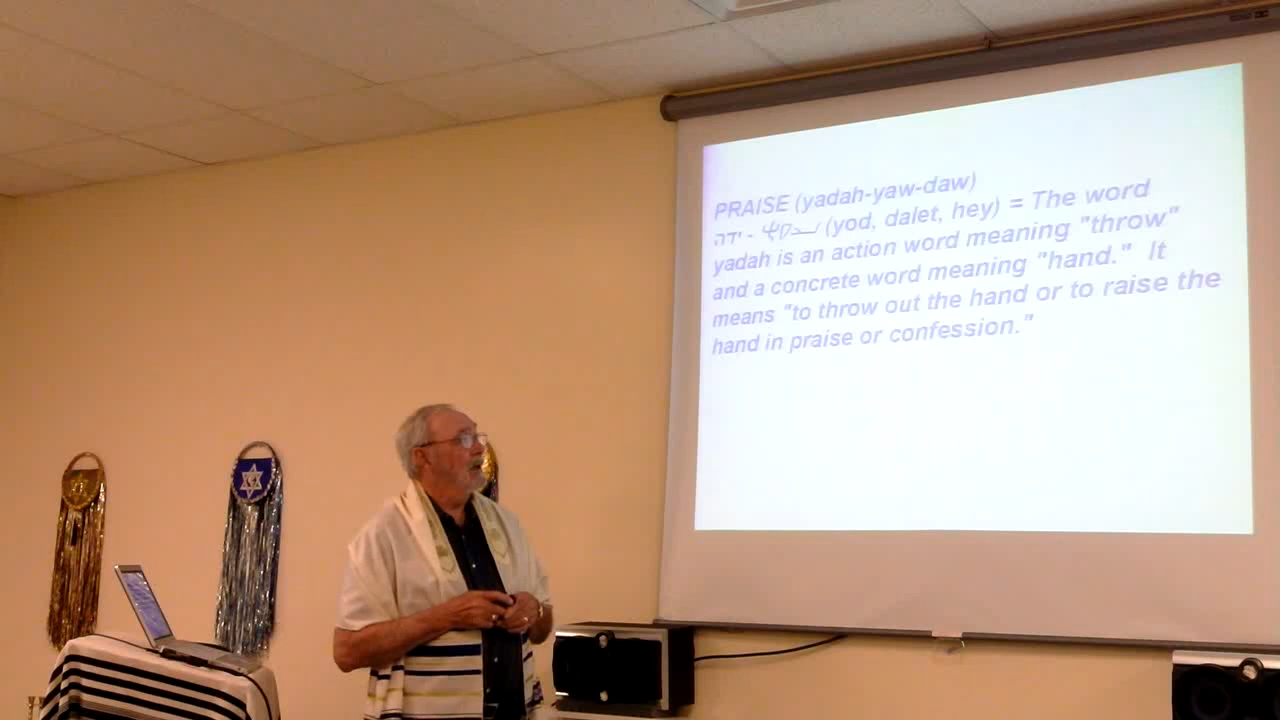 PRAISE (yadah-yaw-daw)
ידה - (yod, dalet, hey) = The word
yadah is an action word meaning "throw"
and a concrete word meaning "hand." It
means "to throw out the hand or to raise the
hand in praise or confession."